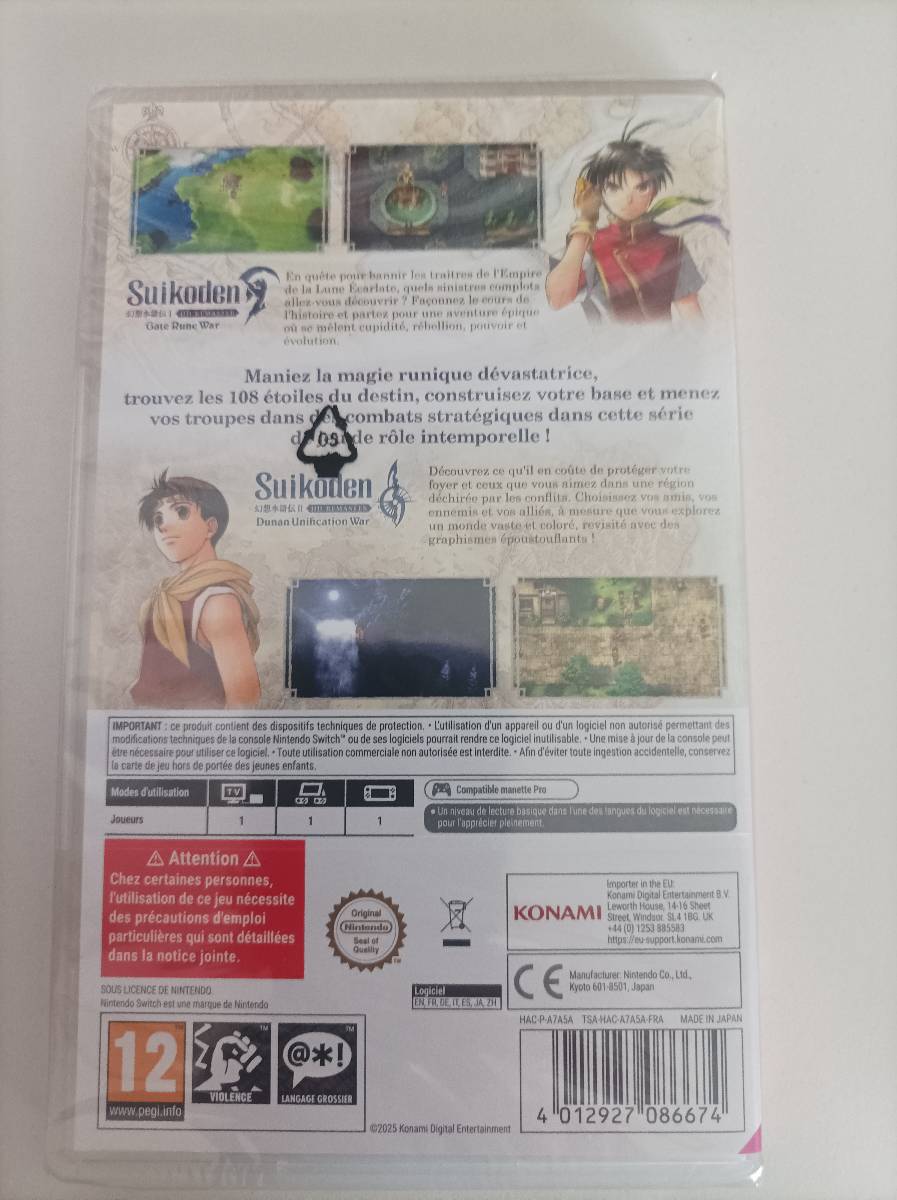 En quête pour bannir les traitres de l'Empire
de la Lune Écarlate, quels sinistres complots
allez-vous découvrir ? Façonnez le cours de
l'histoire et partez pour une aventure épique
où se mêlent cupidité, rébellion, pouvoir et
évolution.
Suikoden I
幻想水滸伝 I HD REMASTER
Gate Rune War
Maniez la magie runique dévastatrice,
trouvez les 108 étoiles du destin, construisez votre base et menez
vos troupes dans des combats stratégiques dans cette série
de rôle intemporelle !
05
Suikoden II
幻想水滸伝 II HD REMASTER
Dunan Unification War
Découvrez ce qu'il en coûte de protéger votre
foyer et ceux que vous aimez dans une région
déchirée par les conflits. Choisissez vos amis, vos
ennemis et vos alliés, à mesure que vous explorez
un monde vaste et coloré, revisité avec des
graphismes époustouflants !
IMPORTANT : ce produit contient des dispositifs techniques de protection. • L'utilisation d'un appareil ou d'un logiciel non autorisé permettant des
modifications techniques de la console Nintendo Switch™ ou de ses logiciels pourrait rendre ce logiciel inutilisable. • Une mise à jour de la console peut
être nécessaire pour utiliser ce logiciel. • Toute utilisation commerciale non autorisée est interdite. • Afin d'éviter toute ingestion accidentelle, conservez
la carte de jeu hors de portée des jeunes enfants.
Modes d'utilisation TV
Joueurs 1 1 1
Compatible manette Pro
• Un niveau de lecture basique dans l'une des langues du logiciel est nécessaire
pour l'apprécier pleinement.
⚠ Attention ⚠
Chez certaines personnes,
l'utilisation de ce jeu nécessite
des précautions d'emploi
particulières qui sont détaillées
dans la notice jointe.
Original
Nintendo
Seal of
Quality
TM
KONAMI
Importer in the EU:
Konami Digital Entertainment B.V.
Leworth House, 14-16 Sheet
Street, Windsor. SL4 1BG. UK
+44 (0) 1253 885583
https://eu-support.konami.com
CE
Manufacturer: Nintendo Co., Ltd.,
Kyoto 601-8501, Japan
SOUS LICENCE DE NINTENDO.
Nintendo Switch est une marque de Nintendo
Logiciel
EN, FR, DE, IT, ES, JA, ZH
HAC-P-A7A5A TSA-HAC-A7A5A-FRA MADE IN JAPAN
12
www.pegi.info
VIOLENCE
@*!
LANGAGE GROSSIER
4 012927 086674
©2025 Konami Digital Entertainment